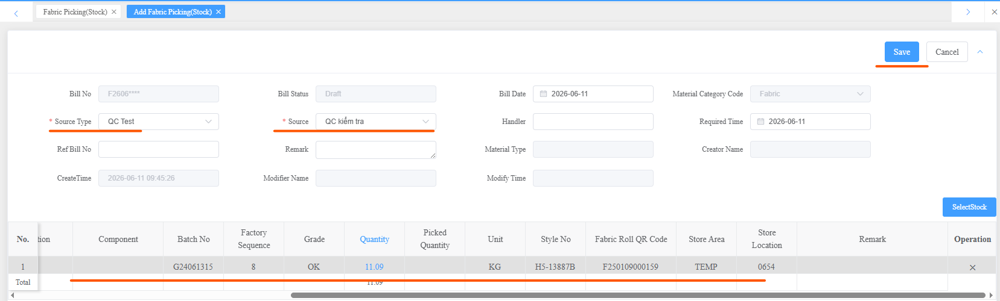 Fabric Picking(Stock) ×
Add Fabric Picking(Stock) ×
Save
Cancel
Bill No F2606****
Bill Status Draft
Bill Date 2026-06-11
Material Category Code Fabric
* Source Type QC Test
* Source QC kiểm tra
Handler
Required Time 2026-06-11
Ref Bill No
Remark
Material Type
Creator Name
CreateTime 2026-06-11 09:45:26
Modifier Name
Modify Time
SelectStock
No. tion Component Batch No Factory Sequence Grade Quantity Picked Quantity Unit Style No Fabric Roll QR Code Store Area Store Location Remark Operation
1 G24061315 8 OK 11.09 KG H5-13887B F250109000159 TEMP 0654 ×
Total 11.09